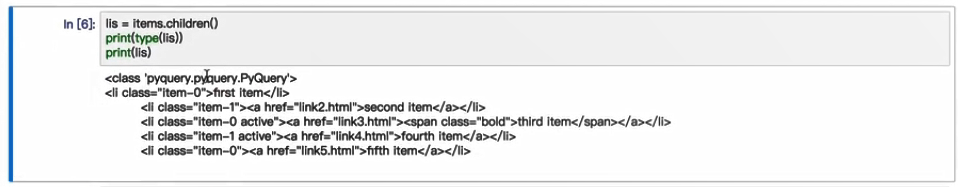 In [6]: lis = items.children()
print(type(lis))
print(lis)
<class 'pyquery.pyquery.PyQuery'>
<li class="item-0">first item</li>
<li class="item-1"><a href="link2.html">second item</a></li>
<li class="item-0 active"><a href="link3.html"><span class="bold">third item</span></a></li>
<li class="item-1 active"><a href="link4.html">fourth item</a></li>
<li class="item-0"><a href="link5.html">fifth item</a></li>